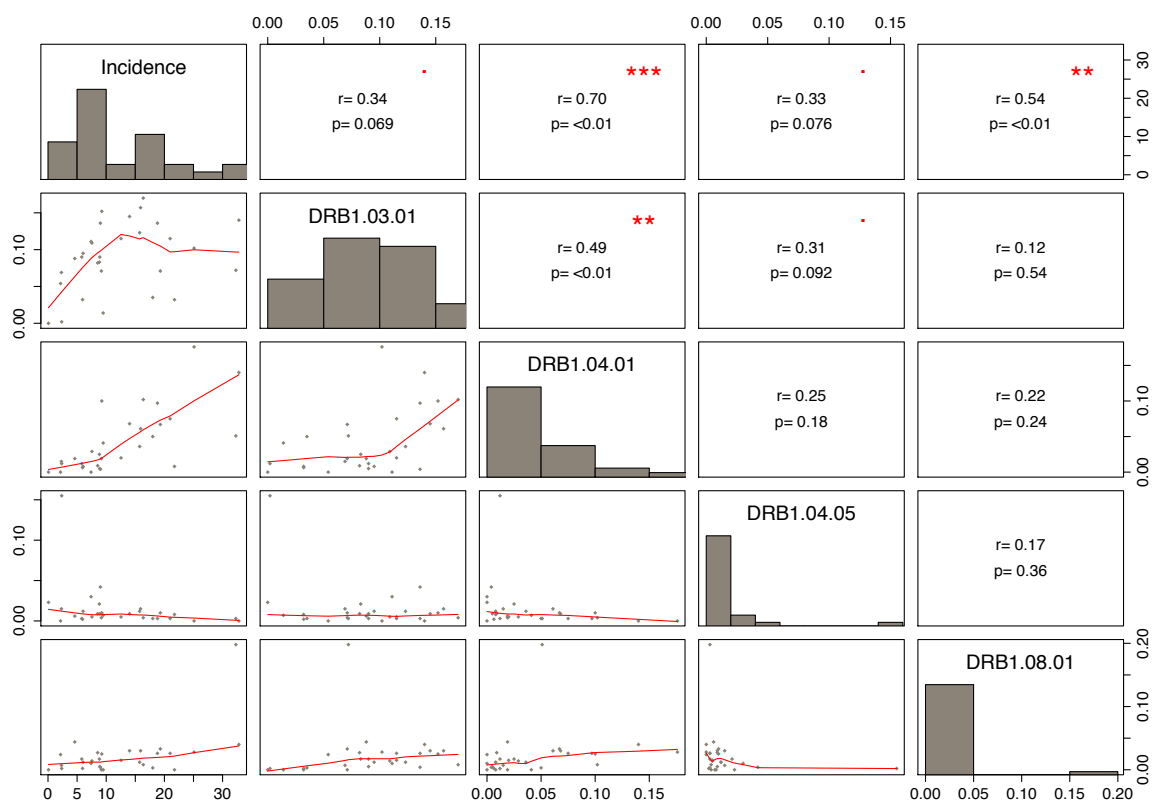 0.00 0.05 0.10 0.15 0.00 0.05 0.10 0.15
Incidence
.
r= 0.34
p= 0.069
***
r= 0.70
p= <0.01
.
r= 0.33
p= 0.076
**
r= 0.54
p= <0.01
0 10 20 30
0.00 0.10
DRB1.03.01
**
r= 0.49
p= <0.01
.
r= 0.31
p= 0.092
r= 0.12
p= 0.54
DRB1.04.01
r= 0.25
p= 0.18
r= 0.22
p= 0.24
0.00 0.10
0.00 0.10
DRB1.04.05
r= 0.17
p= 0.36
DRB1.08.01
0.00 0.10 0.20
0 5 10 20 30 0.00 0.05 0.10 0.15 0.00 0.05 0.10 0.15 0.20